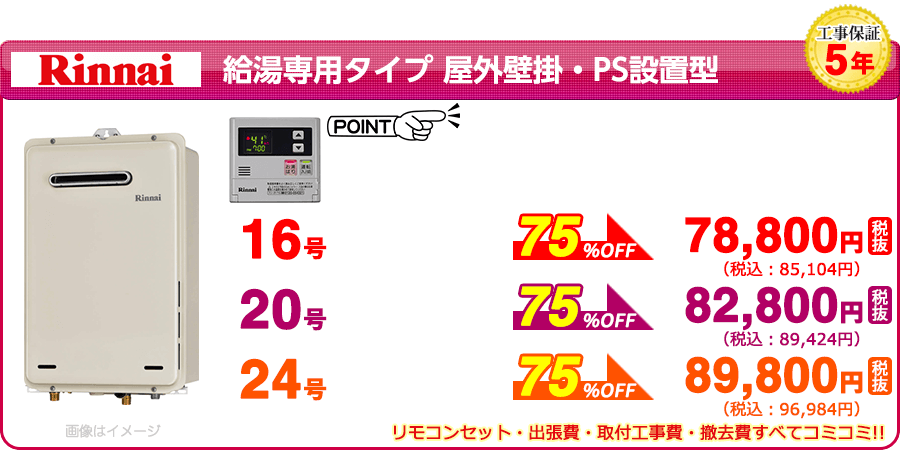 工事保証
5年
Rinnai 給湯専用タイプ 屋外壁掛・PS設置型
POINT
41
7:00
Rinnai
Rinnai
16号 75%OFF 78,800円 税抜
（税込：85,104円）
20号 75%OFF 82,800円 税抜
（税込：89,424円）
24号 75%OFF 89,800円 税抜
（税込：96,984円）
画像はイメージ
リモコンセット・出張費・取付工事費・撤去費すべてコミコミ!!